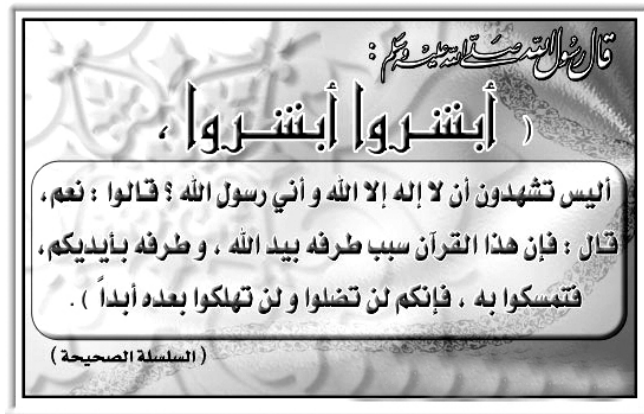 قال رسول الله صلى الله عليه وسلم :
( أبشروا أبشروا ،
أليس تشهدون أن لا إله إلا الله و أني رسول الله ؟ قالوا : نعم،
قال : فإن هذا القرآن سبب طرفه بيد الله ، و طرفه بأيديكم،
فتمسكوا به ، فإنكم لن تضلوا و لن تهلكوا بعده أبداً ) .
( السلسلة الصحيحة )